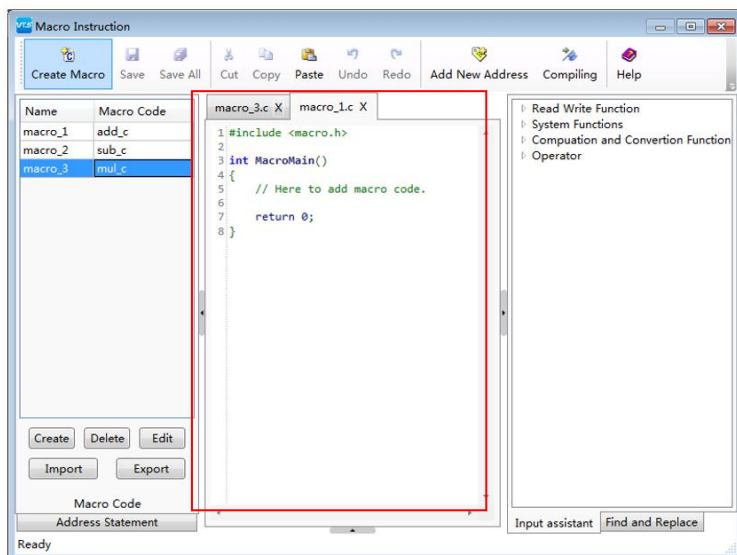 VTS Macro Instruction
Create Macro Save Save All Cut Copy Paste Undo Redo Add New Address Compiling Help
Name Macro Code
macro_1 add_c
macro_2 sub_c
macro_3 mul_c
Create Delete Edit
Import Export
Macro Code
Address Statement
macro_3.c X macro_1.c X
1 #include <macro.h>
2
3 int MacroMain()
4 {
5 // Here to add macro code.
6
7 return 0;
8 }
Read Write Function
System Functions
Compuation and Convertion Function
Operator
Input assistant Find and Replace
Ready